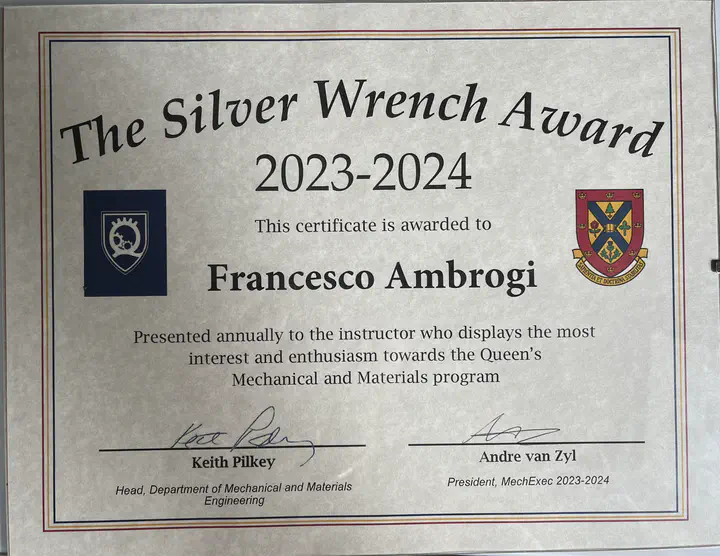 The Silver Wrench Award
2023-2024
This certificate is awarded to
Francesco Ambrogi
Presented annually to the instructor who displays the most
interest and enthusiasm towards the Queen's
Mechanical and Materials program
Keith Pilkey
Head, Department of Mechanical and Materials
Engineering
Andre van Zyl
President, MechExec 2023-2024